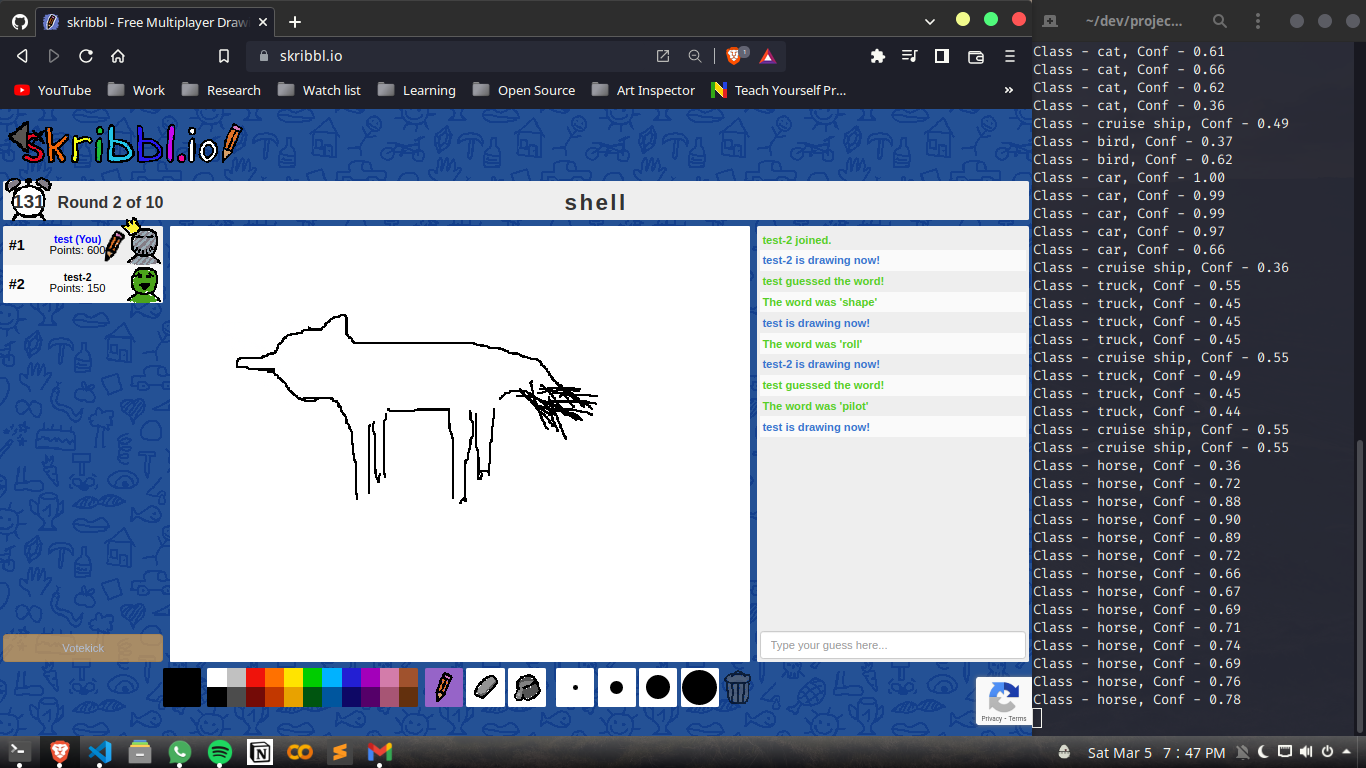 skribbl - Free Multiplayer Draw
~/dev/projec...
skribbl.io
1
YouTube
Work
Research
Watch list
Learning
Open Source
Art Inspector
Teach Yourself Pr...
»
skribbl.io
131
Round 2 of 10
shell
#1
test (You)
Points: 600
#2
test-2
Points: 150
test-2 joined.
test-2 is drawing now!
test guessed the word!
The word was 'shape'
test is drawing now!
The word was 'roll'
test-2 is drawing now!
test guessed the word!
The word was 'pilot'
test is drawing now!
Type your guess here...
Votekick
Privacy - Terms
Class - cat, Conf - 0.61
Class - cat, Conf - 0.66
Class - cat, Conf - 0.62
Class - cat, Conf - 0.36
Class - cruise ship, Conf - 0.49
Class - bird, Conf - 0.37
Class - bird, Conf - 0.62
Class - car, Conf - 1.00
Class - car, Conf - 0.99
Class - car, Conf - 0.99
Class - car, Conf - 0.97
Class - car, Conf - 0.66
Class - cruise ship, Conf - 0.36
Class - truck, Conf - 0.55
Class - truck, Conf - 0.45
Class - truck, Conf - 0.45
Class - truck, Conf - 0.45
Class - cruise ship, Conf - 0.55
Class - truck, Conf - 0.49
Class - truck, Conf - 0.45
Class - truck, Conf - 0.44
Class - cruise ship, Conf - 0.55
Class - cruise ship, Conf - 0.55
Class - horse, Conf - 0.36
Class - horse, Conf - 0.72
Class - horse, Conf - 0.88
Class - horse, Conf - 0.90
Class - horse, Conf - 0.89
Class - horse, Conf - 0.72
Class - horse, Conf - 0.66
Class - horse, Conf - 0.67
Class - horse, Conf - 0.69
Class - horse, Conf - 0.71
Class - horse, Conf - 0.74
Class - horse, Conf - 0.69
Class - horse, Conf - 0.76
Class - horse, Conf - 0.78
Sat Mar 5 7 : 47 PM